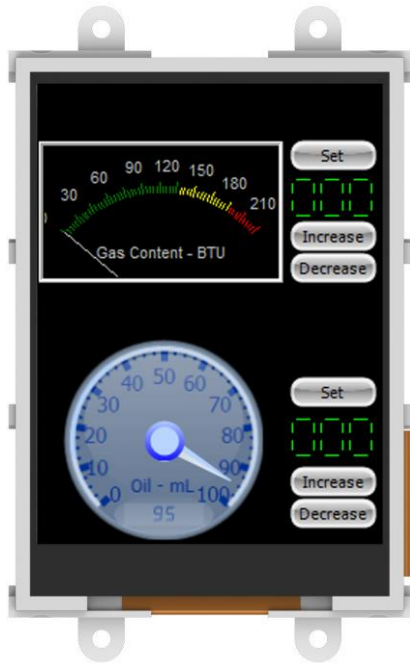 Set
0 30 60 90 120 150 180 210
Increase
Gas Content - BTU
Decrease
Set
0 10 20 30 40 50 60 70 80 90 100
Increase
Oil - mL
95
Decrease